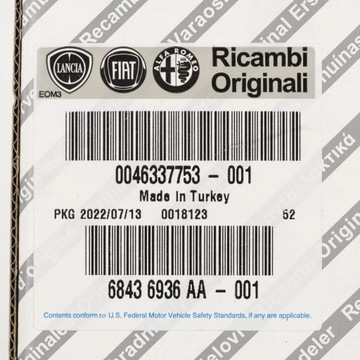 LANCIA
FIAT
ALFA ROMEO
Ricambi
Originali
EOM3
0046337753 - 001
Made In Turkey
PKG 2022/07/13 0018123 52
6843 6936 AA - 001
Contents conform to U.S. Federal Motor Vehicle Safety Standards, if any are applicable.